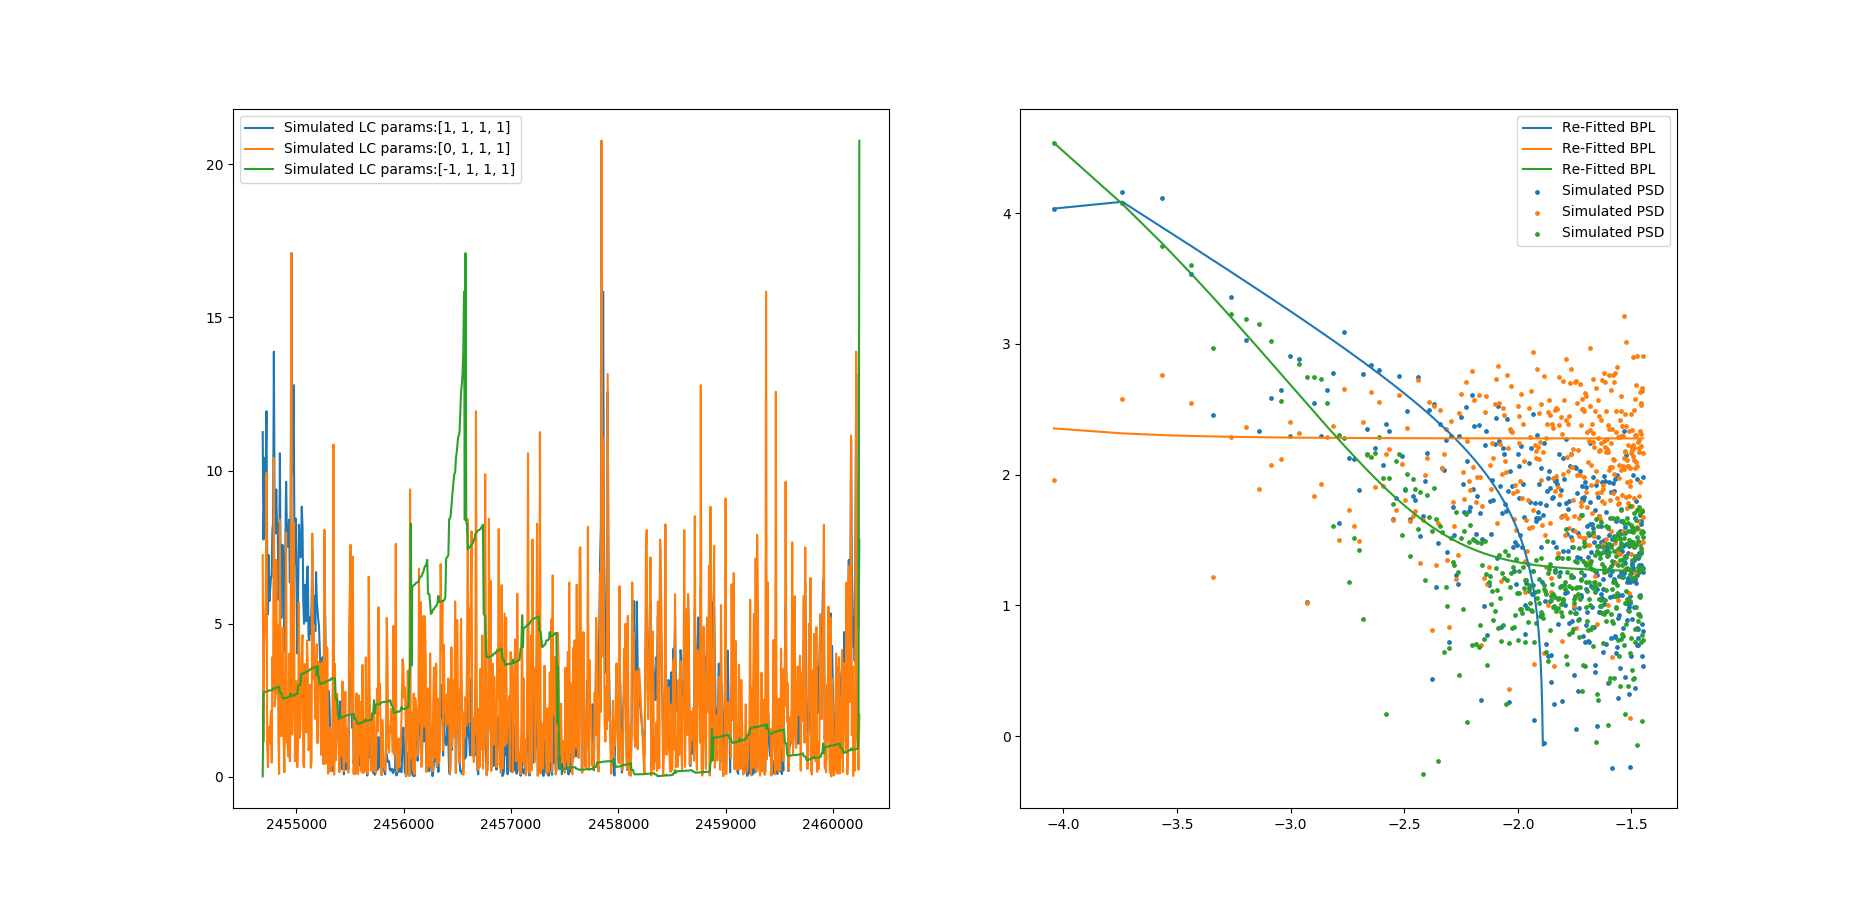 Simulated LC params:[1, 1, 1, 1]
Simulated LC params:[0, 1, 1, 1]
Simulated LC params:[-1, 1, 1, 1]
20
15
10
5
0
2455000 2456000 2457000 2458000 2459000 2460000
Re-Fitted BPL
Re-Fitted BPL
Re-Fitted BPL
Simulated PSD
Simulated PSD
Simulated PSD
4
3
2
1
0
−4.0 −3.5 −3.0 −2.5 −2.0 −1.5